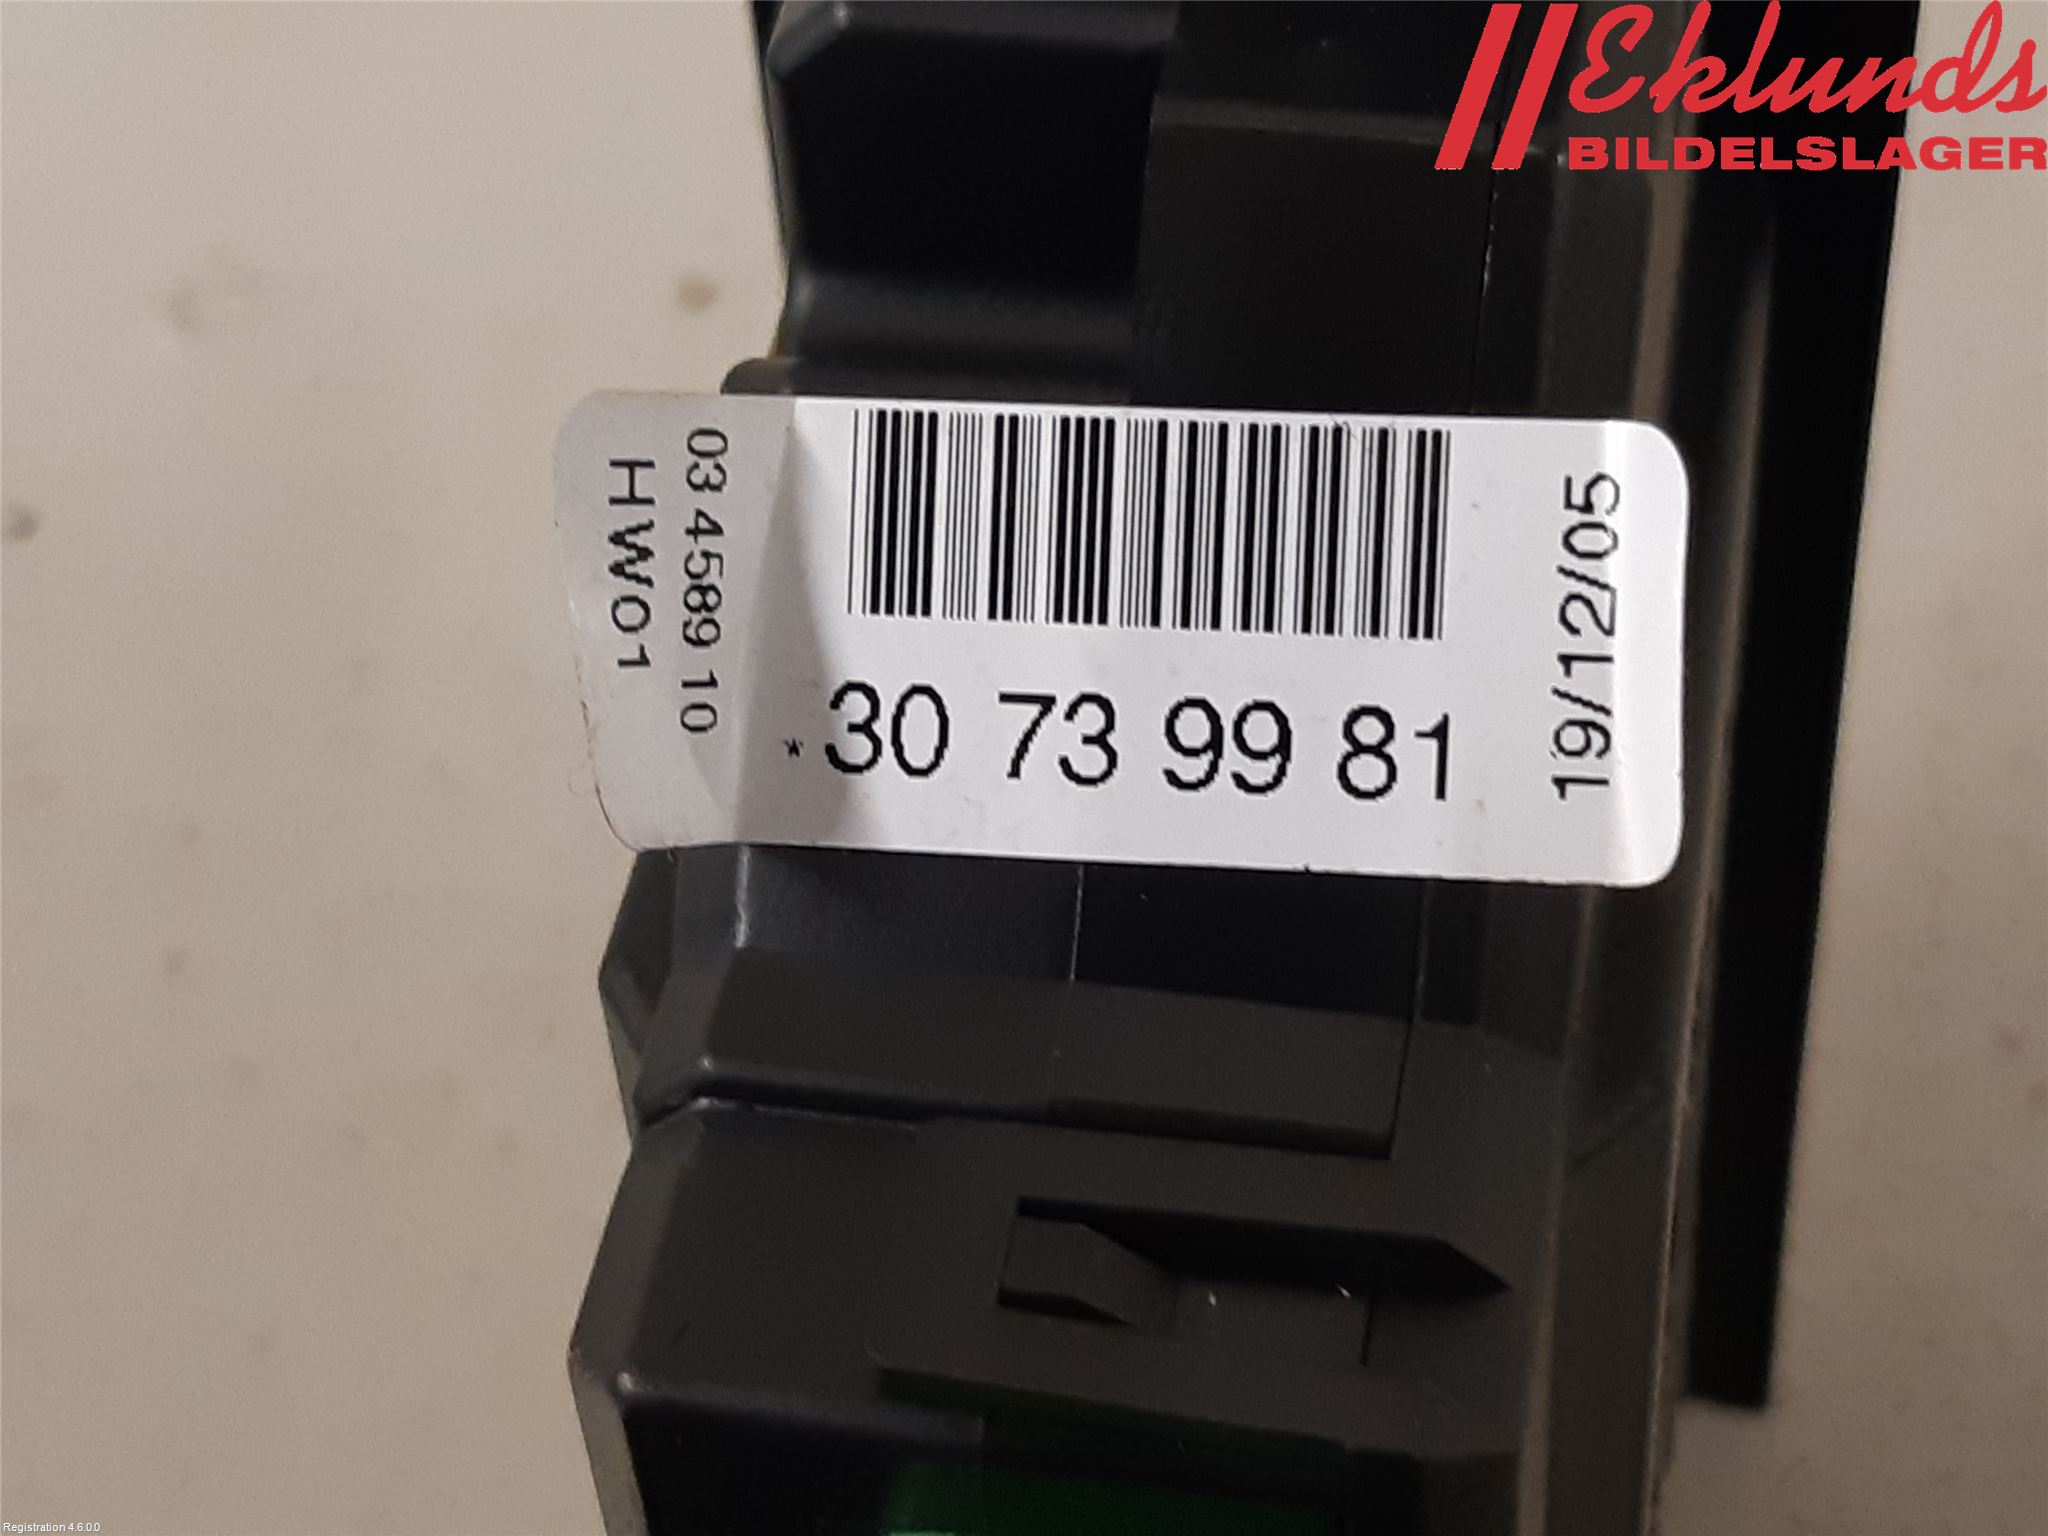 Eklunds
BILDELSLAGER
03 4589 10
HW01
*30 73 99 81
19/12/05
Registration 4.6.0.0